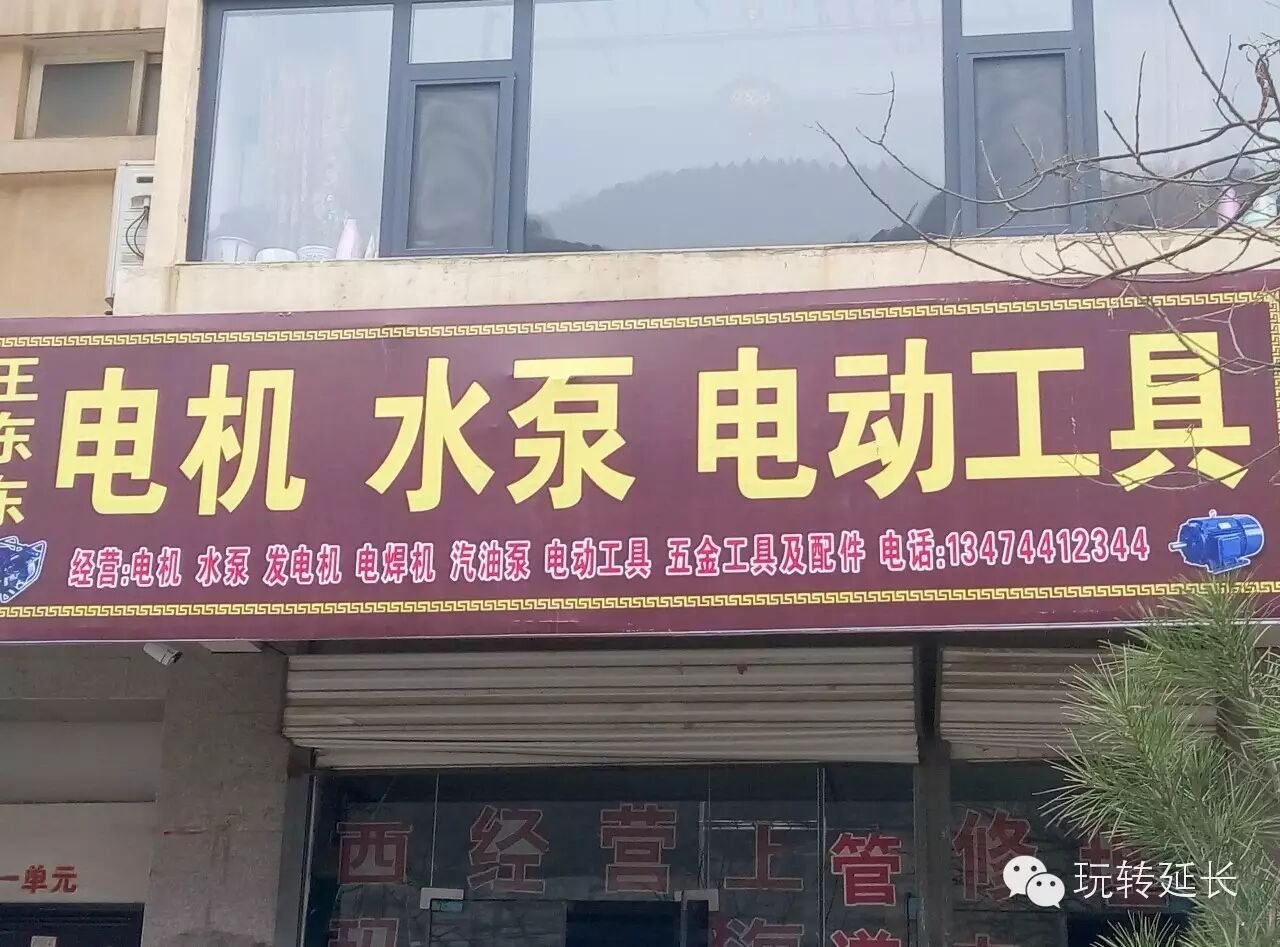 王东东
电机 水泵 电动工具
经营:电机 水泵 发电机 电焊机 汽油泵 电动工具 五金工具及配件 电话:13474412344
西 经 营 上 管 修
一单元
玩转延长